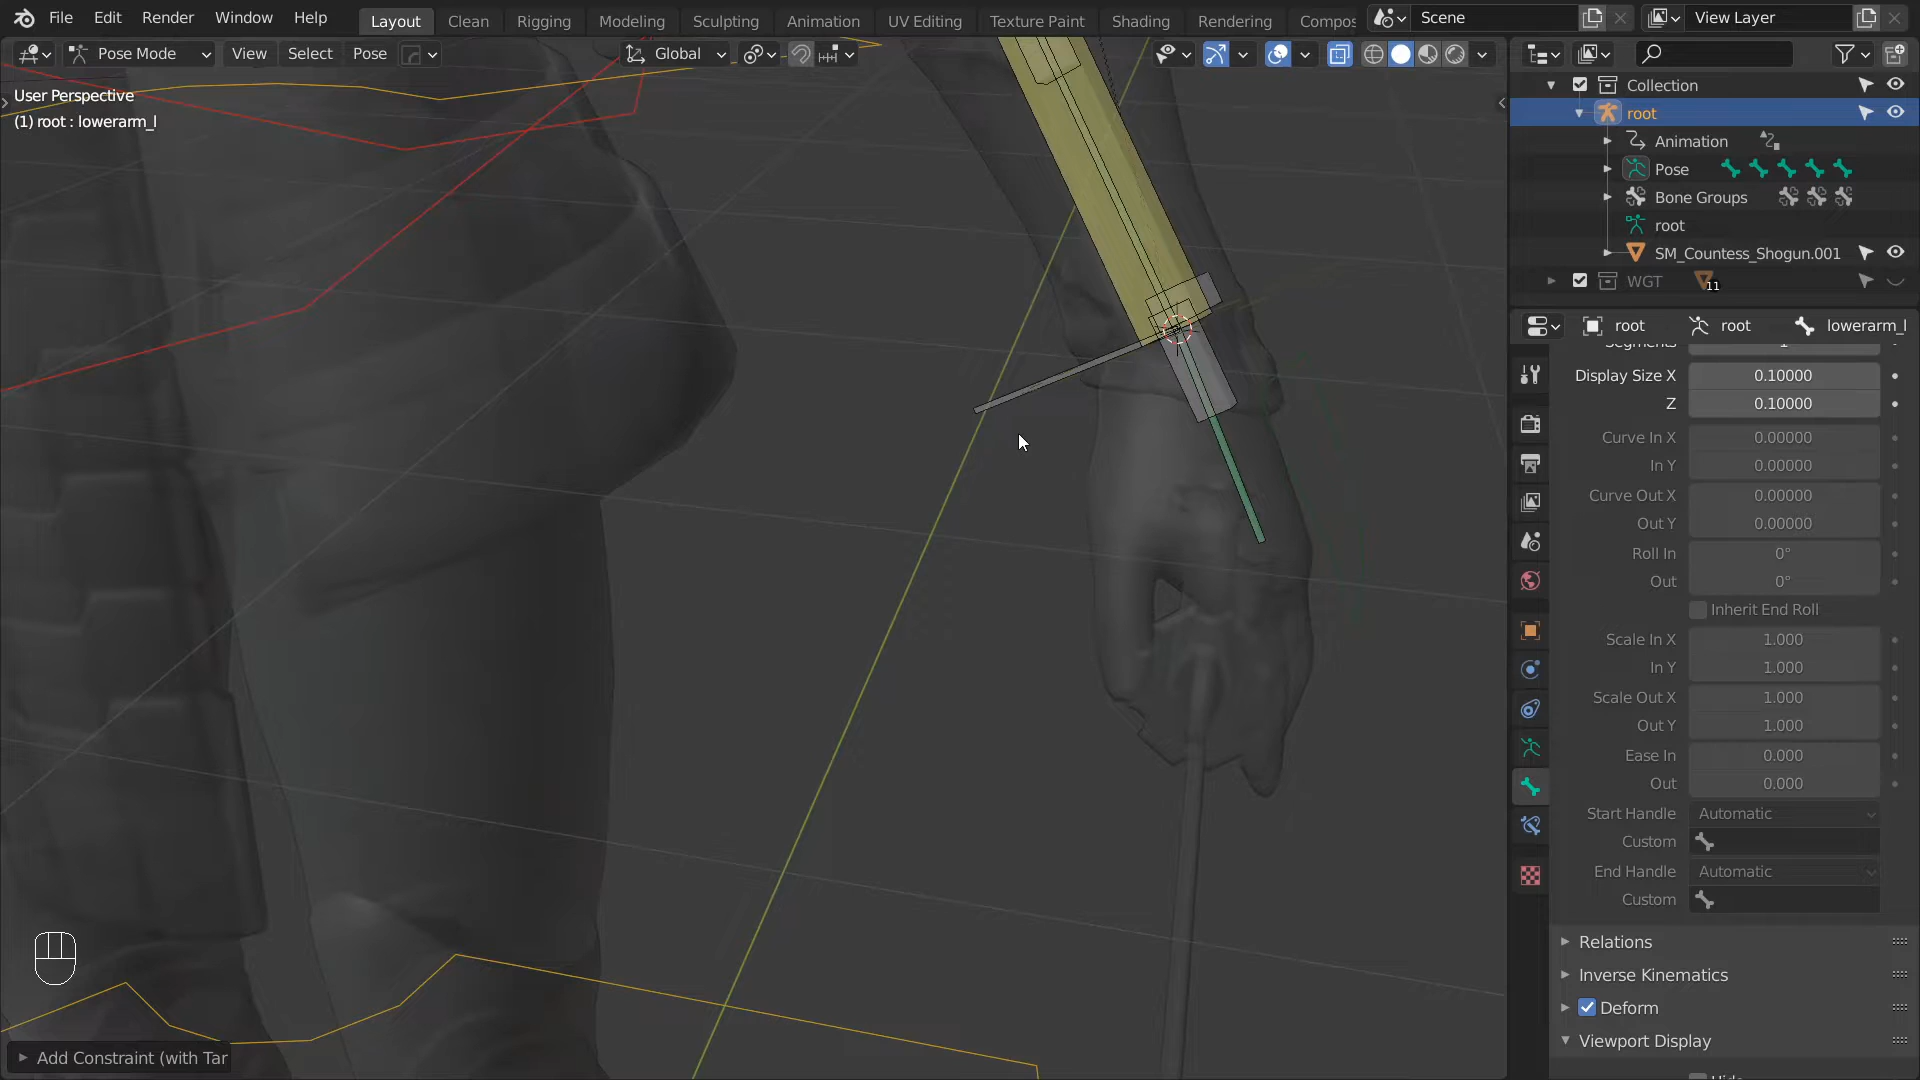 File Edit Render Window Help Layout Clean Rigging Modeling Sculpting Animation UV Editing Texture Paint Shading Rendering Compos Scene View Layer
Pose Mode View Select Pose Global
User Perspective
(1) root : lowerarm_l
Collection
root
Animation
Pose
Bone Groups
root
SM_Countess_Shogun.001
WGT 11
root root lowerarm_l
Segments 1
Display Size X 0.10000
Z 0.10000
Curve In X 0.00000
In Y 0.00000
Curve Out X 0.00000
Out Y 0.00000
Roll In 0°
Out 0°
Inherit End Roll
Scale In X 1.000
In Y 1.000
Scale Out X 1.000
Out Y 1.000
Ease In 0.000
Out 0.000
Start Handle Automatic
Custom
End Handle Automatic
Custom
Relations
Inverse Kinematics
Deform
Viewport Display
Add Constraint (with Tar